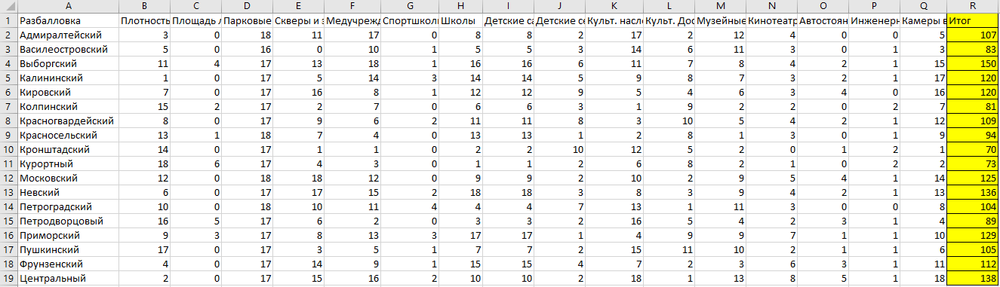 A B C D E F G H I J K L M N O P Q R
1 Разбалловка Плотность Площадь л Парковые Скверы и з Медучрежд Спортшкол Школы Детские са Детские се Культ. насле Культ. Дос Музейные Кинотеатр Автостоян Инженерн Камеры в Итог
2 Адмиралтейский 3 0 18 11 17 0 8 8 2 17 2 12 4 0 0 5 107
3 Василеостровский 5 0 16 0 10 1 5 5 3 14 6 11 3 0 1 3 83
4 Выборгский 11 4 17 13 18 1 16 16 6 11 7 8 4 2 1 15 150
5 Калининский 1 0 17 5 14 3 14 14 5 9 8 7 3 2 1 17 120
6 Кировский 7 0 17 16 8 1 12 12 9 5 4 6 3 4 0 16 120
7 Колпинский 15 2 17 2 7 0 6 6 3 1 9 2 2 0 2 7 81
8 Красногвардейский 8 0 17 9 6 2 11 11 8 3 10 5 4 2 1 12 109
9 Красносельский 13 1 18 7 4 0 13 13 1 2 8 1 3 0 1 9 94
10 Кронштадский 14 0 17 1 1 0 2 2 10 12 5 2 0 1 2 1 70
11 Курортный 18 6 17 4 3 0 1 1 2 6 8 2 1 0 2 2 73
12 Московский 12 0 18 18 12 0 9 9 2 10 2 9 5 4 1 14 125
13 Невский 6 0 17 17 15 2 18 18 3 8 3 9 4 2 1 13 136
14 Петроградский 10 0 18 10 11 4 4 4 7 13 1 11 3 0 0 8 104
15 Петродворцовый 16 5 17 6 2 0 3 3 2 16 5 4 2 3 1 4 89
16 Приморский 9 3 17 8 13 3 17 17 1 4 9 9 7 1 1 10 129
17 Пушкинский 17 0 17 3 5 1 7 7 2 15 11 10 2 1 1 6 105
18 Фрунзенский 4 0 17 14 9 1 15 15 4 7 2 3 6 3 1 11 112
19 Центральный 2 0 17 15 16 2 10 10 2 18 1 13 8 5 1 18 138